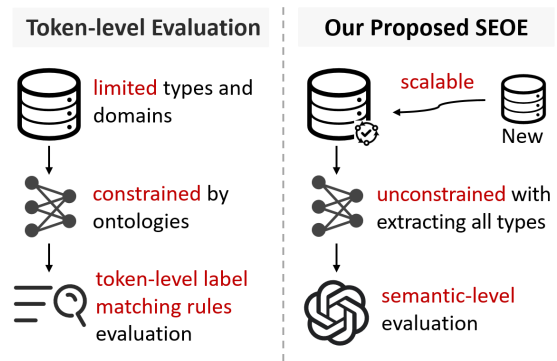 Token-level Evaluation
limited types and
domains
constrained by
ontologies
token-level label
matching rules
evaluation
Our Proposed SEOE
scalable
New
unconstrained with
extracting all types
semantic-level
evaluation